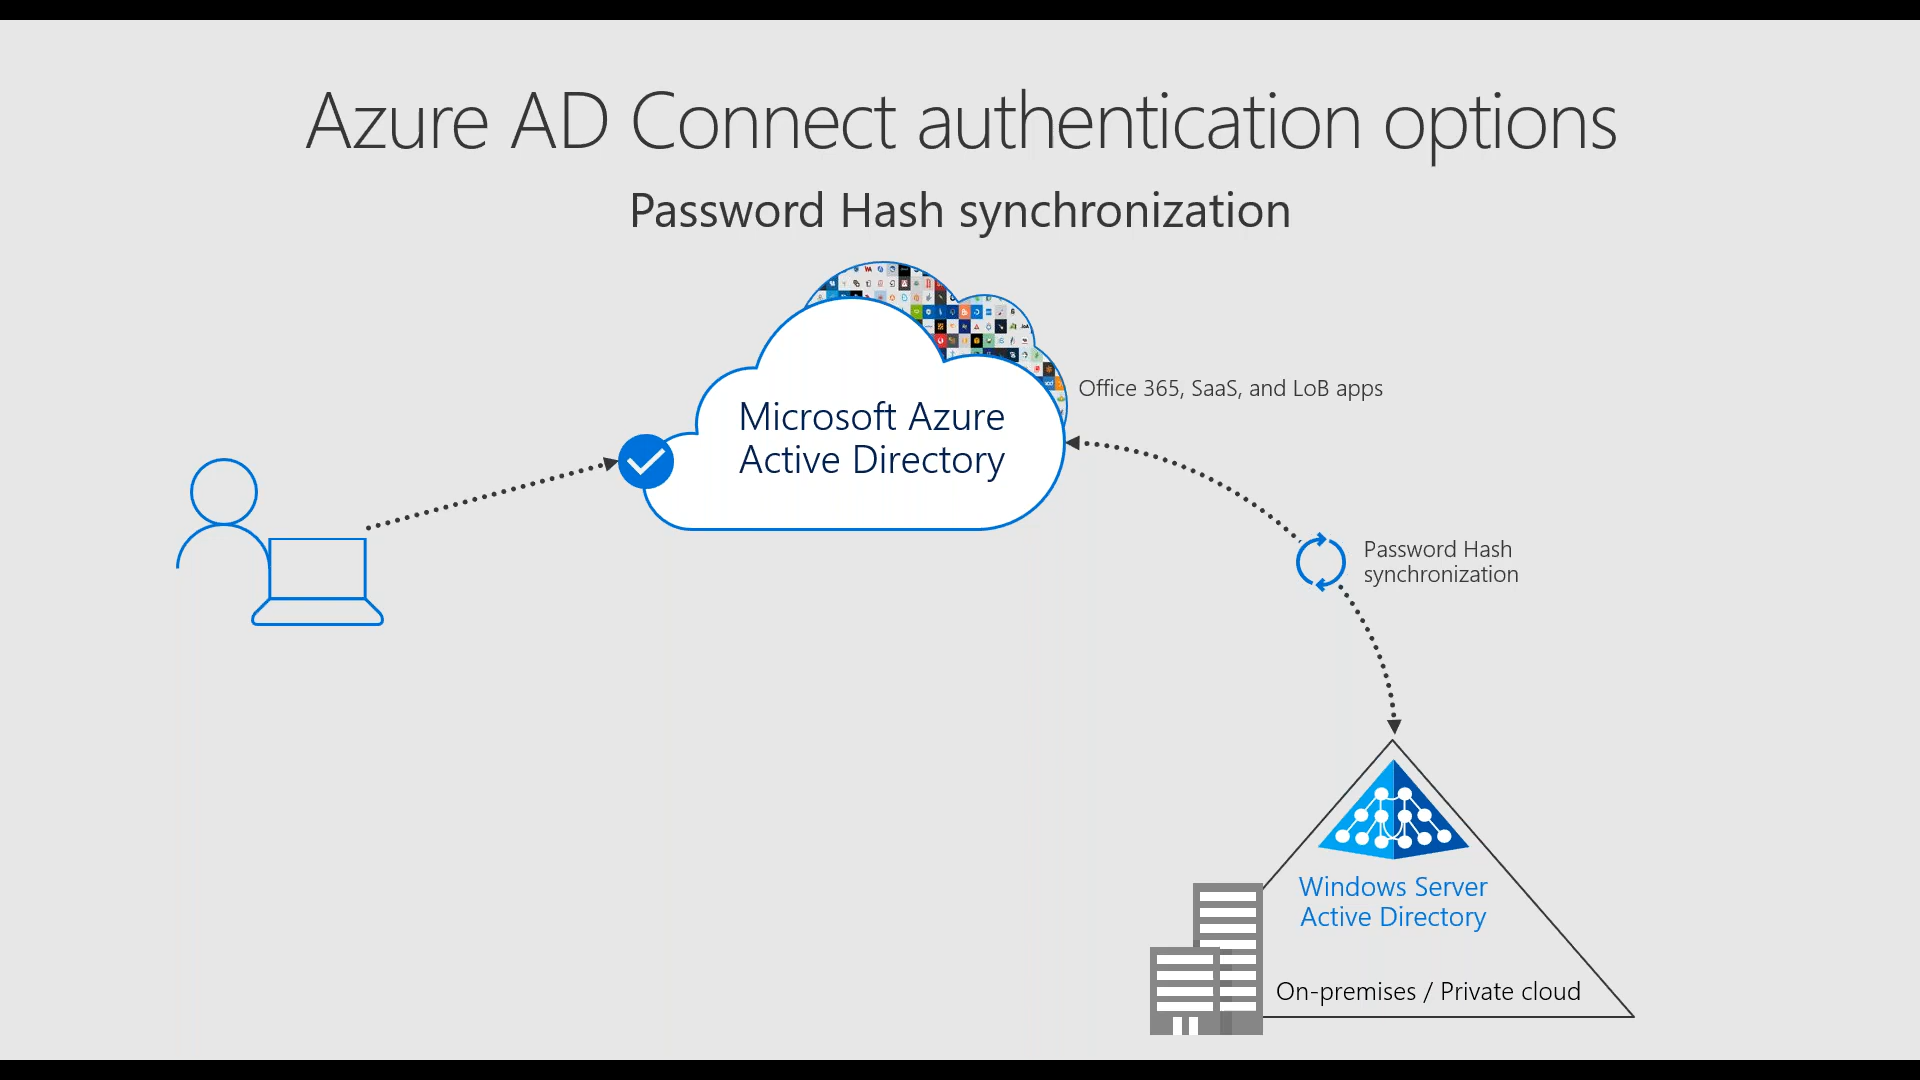 Azure AD Connect authentication options
Password Hash synchronization
Microsoft Azure
Active Directory
Office 365, SaaS, and LoB apps
Password Hash
synchronization
Windows Server
Active Directory
On-premises / Private cloud